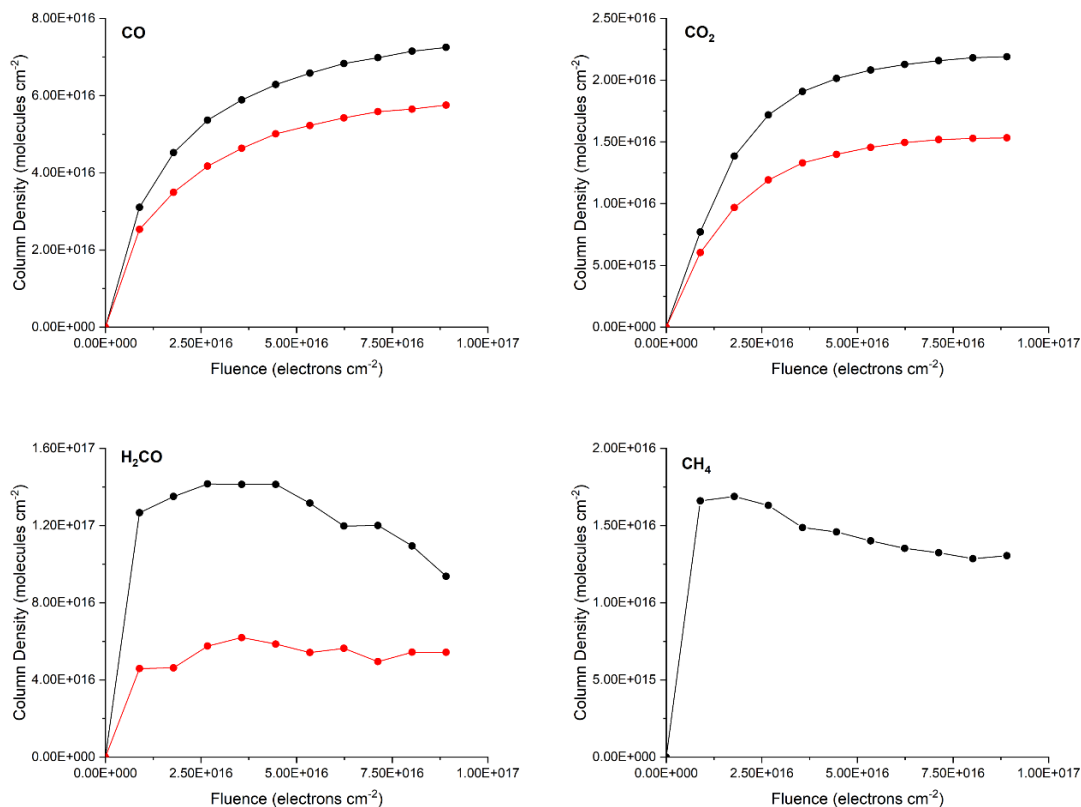 CO
8.00E+016
6.00E+016
4.00E+016
2.00E+016
0.00E+000
Column Density (molecules cm-2)
0.00E+000 2.50E+016 5.00E+016 7.50E+016 1.00E+017
Fluence (electrons cm-2)
CO2
2.50E+016
2.00E+016
1.50E+016
1.00E+016
5.00E+015
0.00E+000
Column Density (molecules cm-2)
0.00E+000 2.50E+016 5.00E+016 7.50E+016 1.00E+017
Fluence (electrons cm-2)
H2CO
1.60E+017
1.20E+017
8.00E+016
4.00E+016
0.00E+000
Column Density (molecules cm-2)
0.00E+000 2.50E+016 5.00E+016 7.50E+016 1.00E+017
Fluence (electrons cm-2)
CH4
2.00E+016
1.50E+016
1.00E+016
5.00E+015
0.00E+000
Column Density (molecules cm-2)
0.00E+000 2.50E+016 5.00E+016 7.50E+016 1.00E+017
Fluence (electrons cm-2)